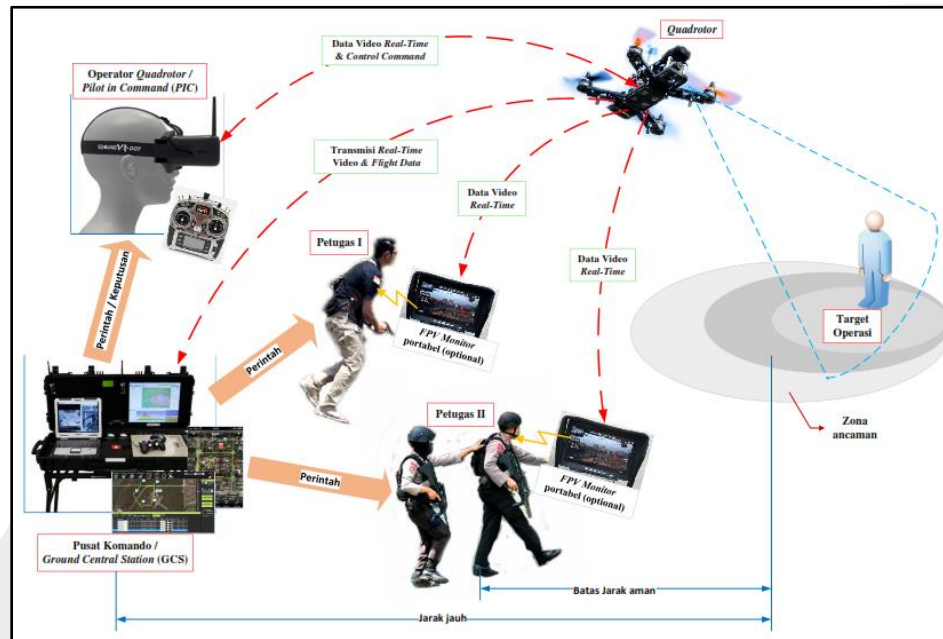 Quadrotor
Data Video Real-Time
& Control Command
Operator Quadrotor /
Pilot in Command (PIC)
Transmisi Real-Time
Video & Flight Data
Data Video
Real-Time
Petugas I
Data Video
Real-Time
Perintah / Keputusan
FPV Monitor
portabel (optional)
Target
Operasi
Perintah
Petugas II
Zona
ancaman
Perintah
FPV Monitor
portabel (optional)
Pusat Komando /
Ground Central Station (GCS)
Batas Jarak aman
Jarak jauh